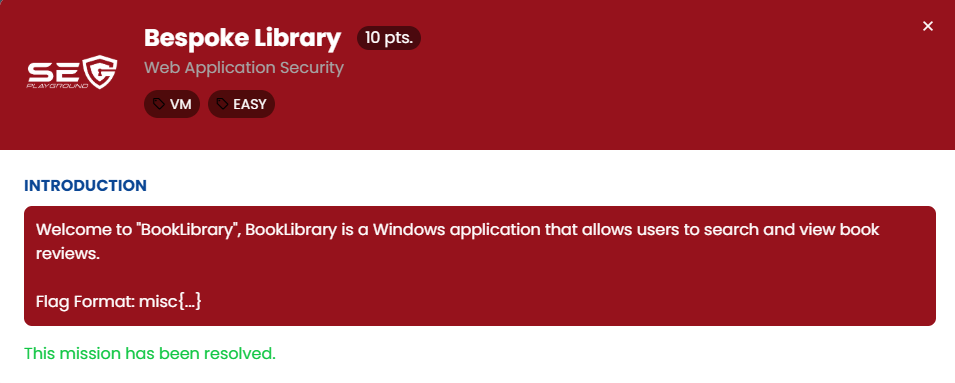 Bespoke Library 10 pts.
×
SEC
PLAYGROUND
Web Application Security
VM EASY
INTRODUCTION
Welcome to "BookLibrary", BookLibrary is a Windows application that allows users to search and view book
reviews.
Flag Format: misc{...}
This mission has been resolved.